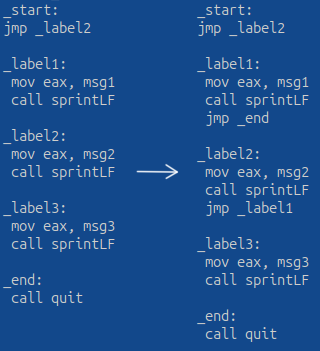 _start:
jmp _label2
_label1:
mov eax, msg1
call sprintLF
_label2:
mov eax, msg2
call sprintLF
_label3:
mov eax, msg3
call sprintLF
_end:
call quit
_start:
jmp _label2
_label1:
mov eax, msg1
call sprintLF
jmp _end
_label2:
mov eax, msg2
call sprintLF
jmp _label1
_label3:
mov eax, msg3
call sprintLF
_end:
call quit